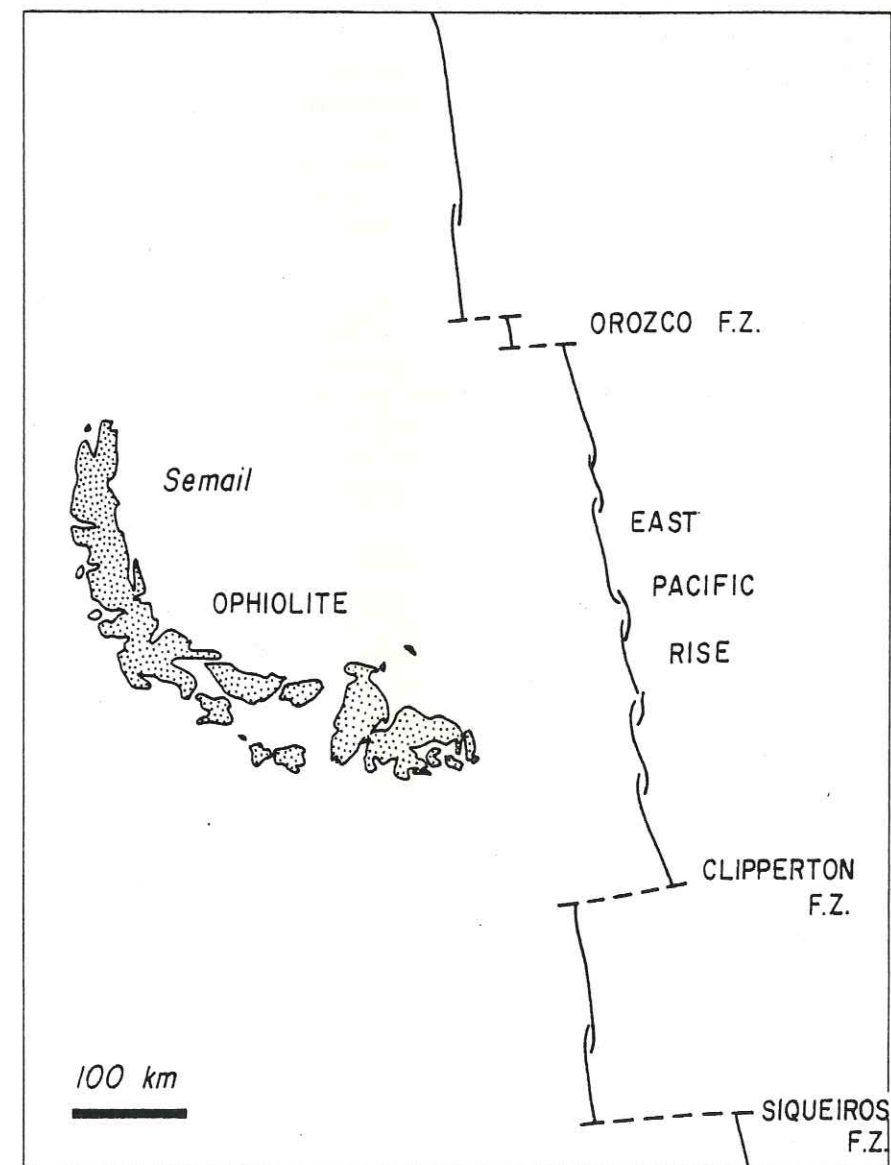 OROZCO F.Z.
Semail
EAST
PACIFIC
OPHIOLITE
RISE
CLIPPERTON
F.Z.
100 km
SIQUEIROS
F.Z.